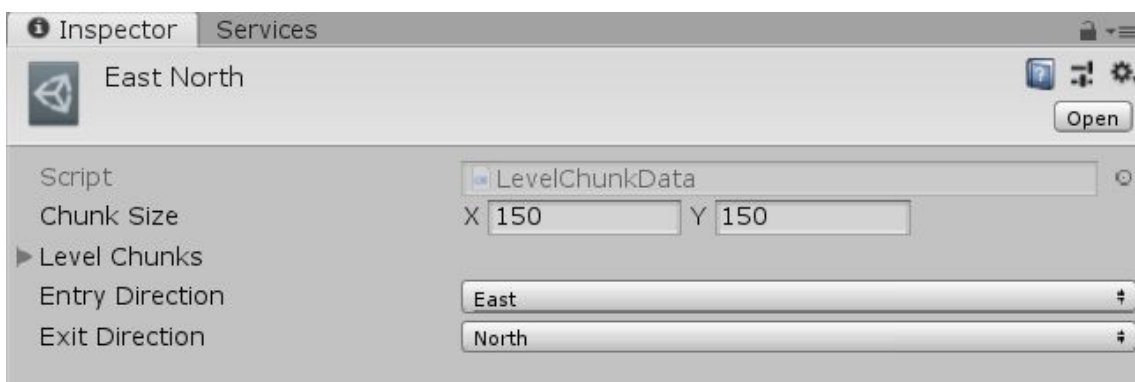 Inspector Services
East North
Open
Script LevelChunkData
Chunk Size X 150 Y 150
Level Chunks
Entry Direction East
Exit Direction North